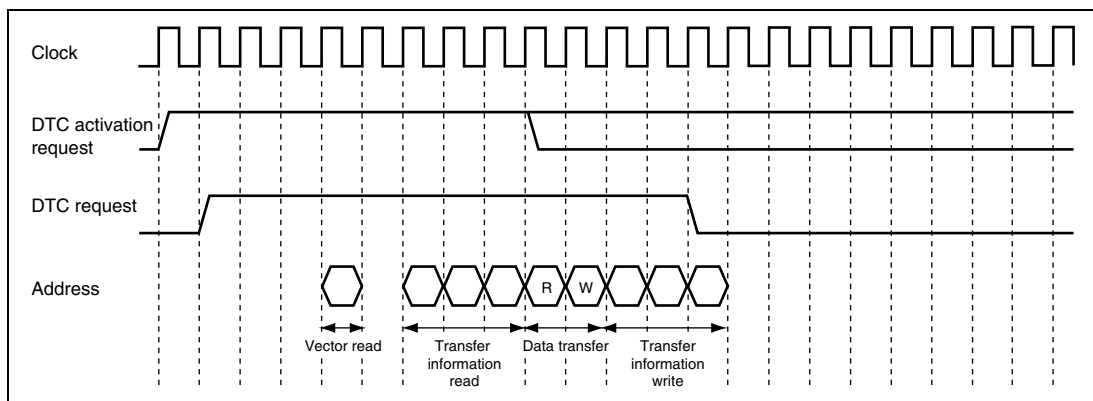 Clock
DTC activation
request
DTC request
Address
R W
Vector read
Transfer
information
read
Data transfer
Transfer
information
write